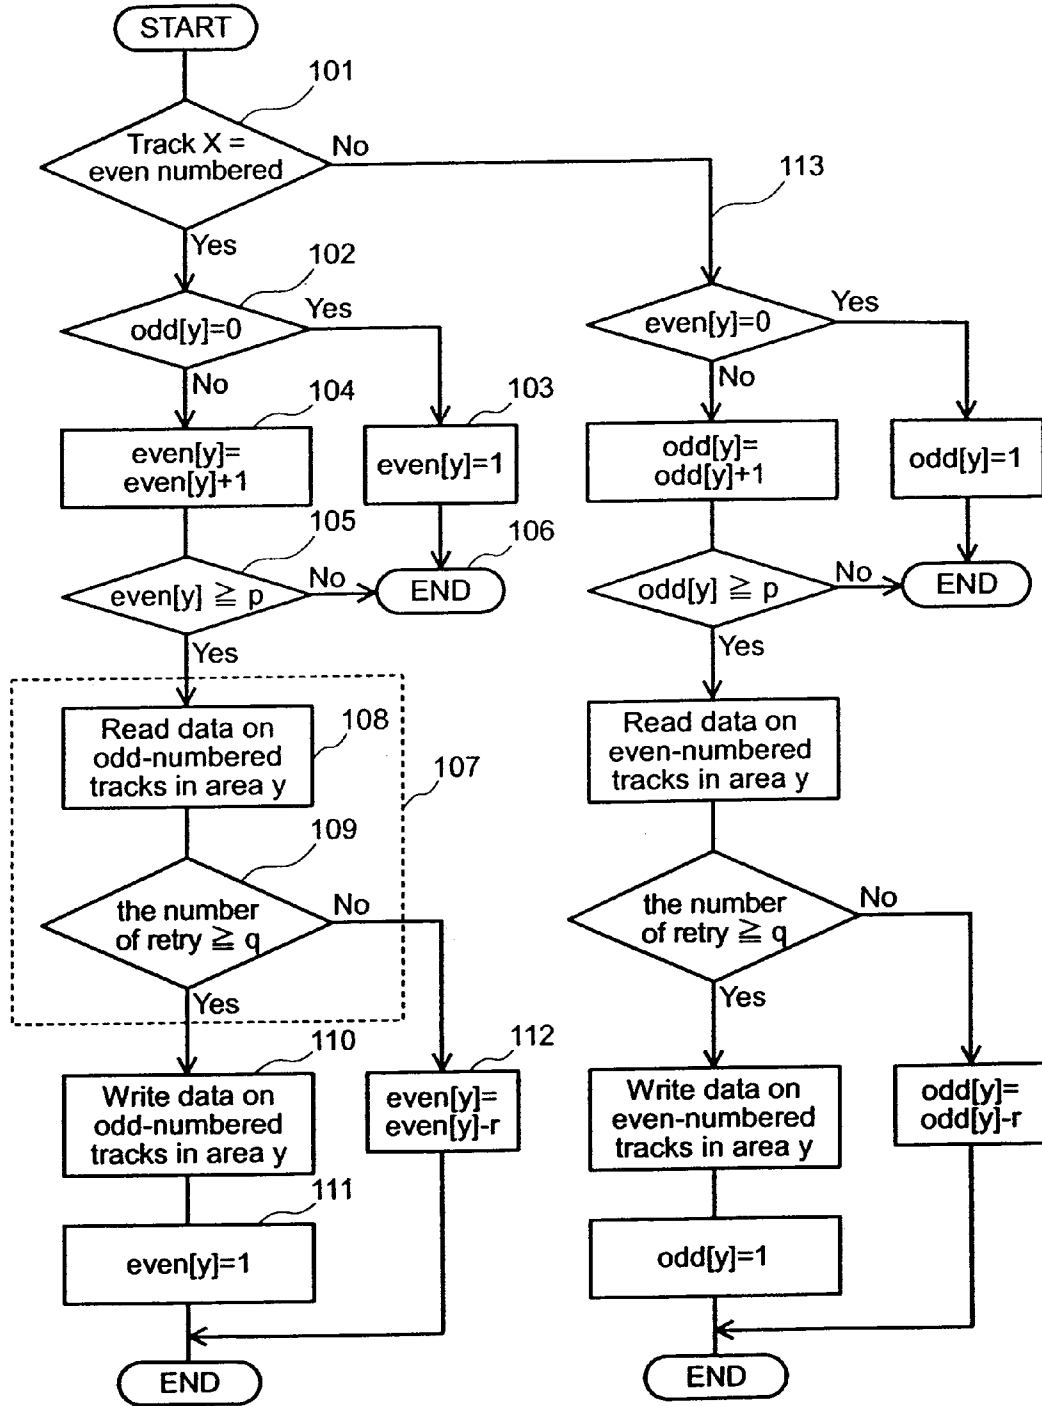 START
101
Track X =
even numbered
No
113
Yes
102
odd[y]=0
Yes
even[y]=0
Yes
No
No
104
103
even[y]=
even[y]+1
even[y]=1
odd[y]=
odd[y]+1
odd[y]=1
105
106
even[y] ≧ p
No
END
odd[y] ≧ p
No
END
Yes
Yes
Read data on
odd-numbered
tracks in area y
108
107
Read data on
even-numbered
tracks in area y
109
the number
of retry ≧ q
No
the number
of retry ≧ q
No
Yes
Yes
110
112
Write data on
odd-numbered
tracks in area y
even[y]=
even[y]-r
Write data on
even-numbered
tracks in area y
odd[y]=
odd[y]-r
111
even[y]=1
odd[y]=1
END
END